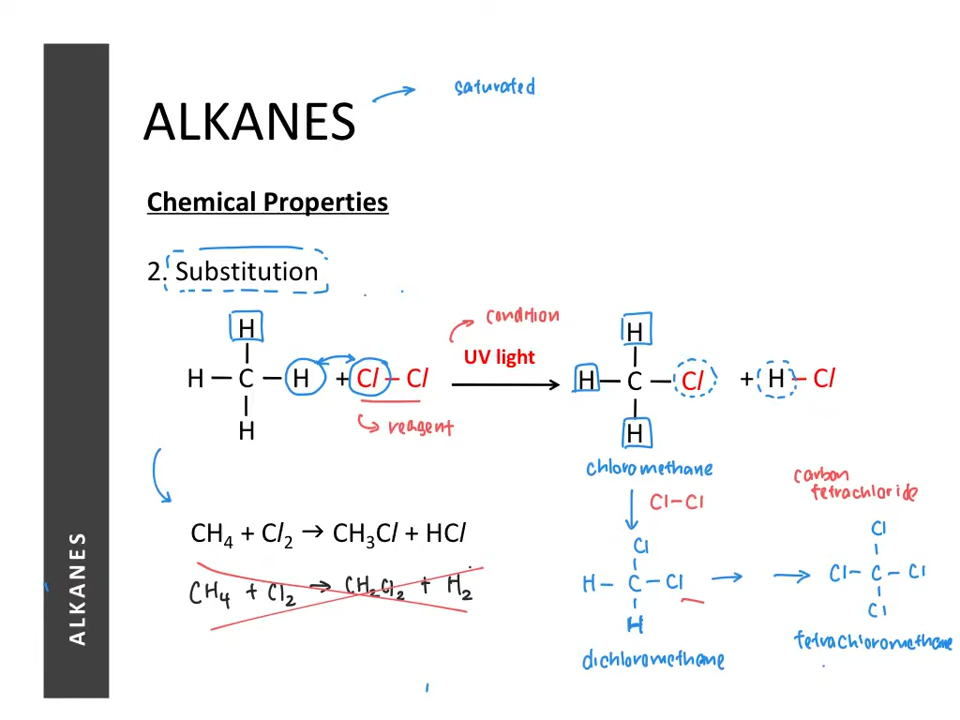 ALKANES
saturated
Chemical Properties
2. Substitution
condition
UV light
H
H — C — H + Cl – Cl
H
reagent
H
H — C — Cl + H – Cl
H
chloromethane
Cl–Cl
carbon
tetrachloride
CH₄ + Cl₂ → CH₃Cl + HCl
CH₄ + Cl₂ → CH₂Cl₂ + H₂
Cl
H – C – Cl
H
dichloromethane
Cl
Cl – C – Cl
Cl
tetrachloromethane
ALKANES